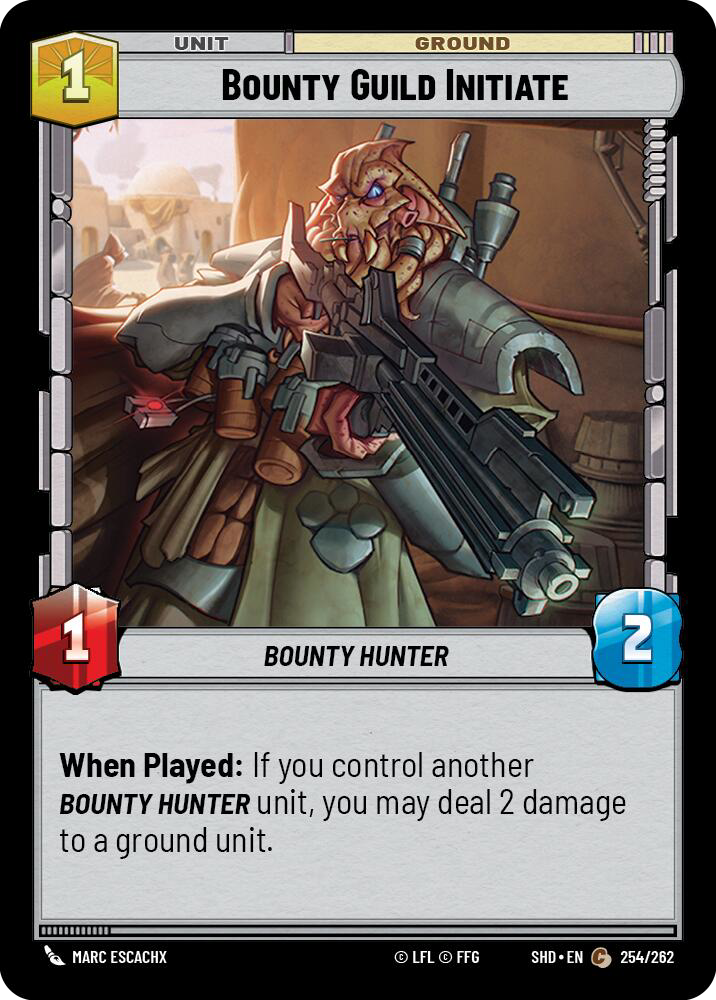 UNIT
GROUND
1
BOUNTY GUILD INITIATE
1
BOUNTY HUNTER
2
When Played: If you control another
BOUNTY HUNTER unit, you may deal 2 damage
to a ground unit.
MARC ESCACHX
© LFL © FFG
SHD • EN C 254/262